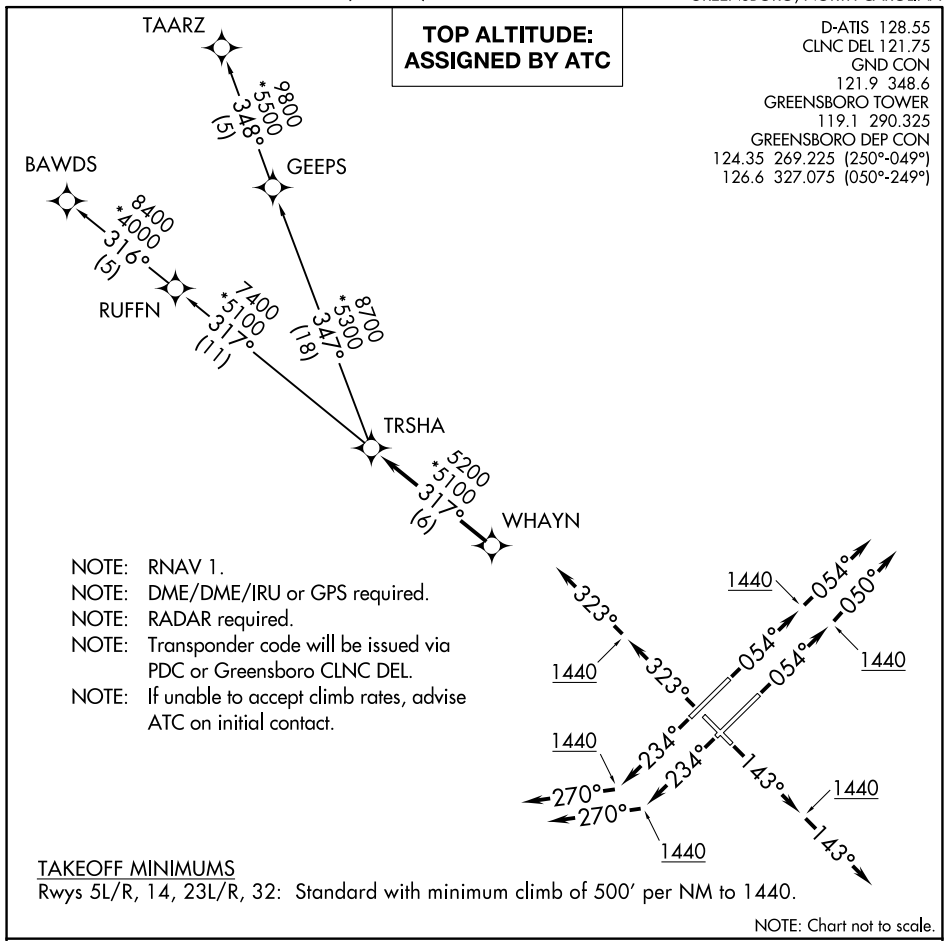 GREENSBORO, NORTH CAROLINA
TOP ALTITUDE:
ASSIGNED BY ATC
D-ATIS 128.55
CLNC DEL 121.75
GND CON
121.9 348.6
GREENSBORO TOWER
119.1 290.325
GREENSBORO DEP CON
124.35 269.225 (250°-049°)
126.6 327.075 (050°-249°)
TAARZ
9800
*5500
348°
(5)
GEEPS
BAWDS
8400
*4000
316°
(5)
RUFFN
7400
*5100
317°
(11)
8700
*5300
347°
(18)
TRSHA
5200
*5100
317°
(6)
WHAYN
NOTE: RNAV 1.
NOTE: DME/DME/IRU or GPS required.
NOTE: RADAR required.
NOTE: Transponder code will be issued via
PDC or Greensboro CLNC DEL.
NOTE: If unable to accept climb rates, advise
ATC on initial contact.
323°
1440
323°
1440
054°
054°
050°
054°
1440
1440
234°
270°
234°
270°
1440
143°
1440
143°
TAKEOFF MINIMUMS
Rwys 5L/R, 14, 23L/R, 32: Standard with minimum climb of 500' per NM to 1440.
NOTE: Chart not to scale.